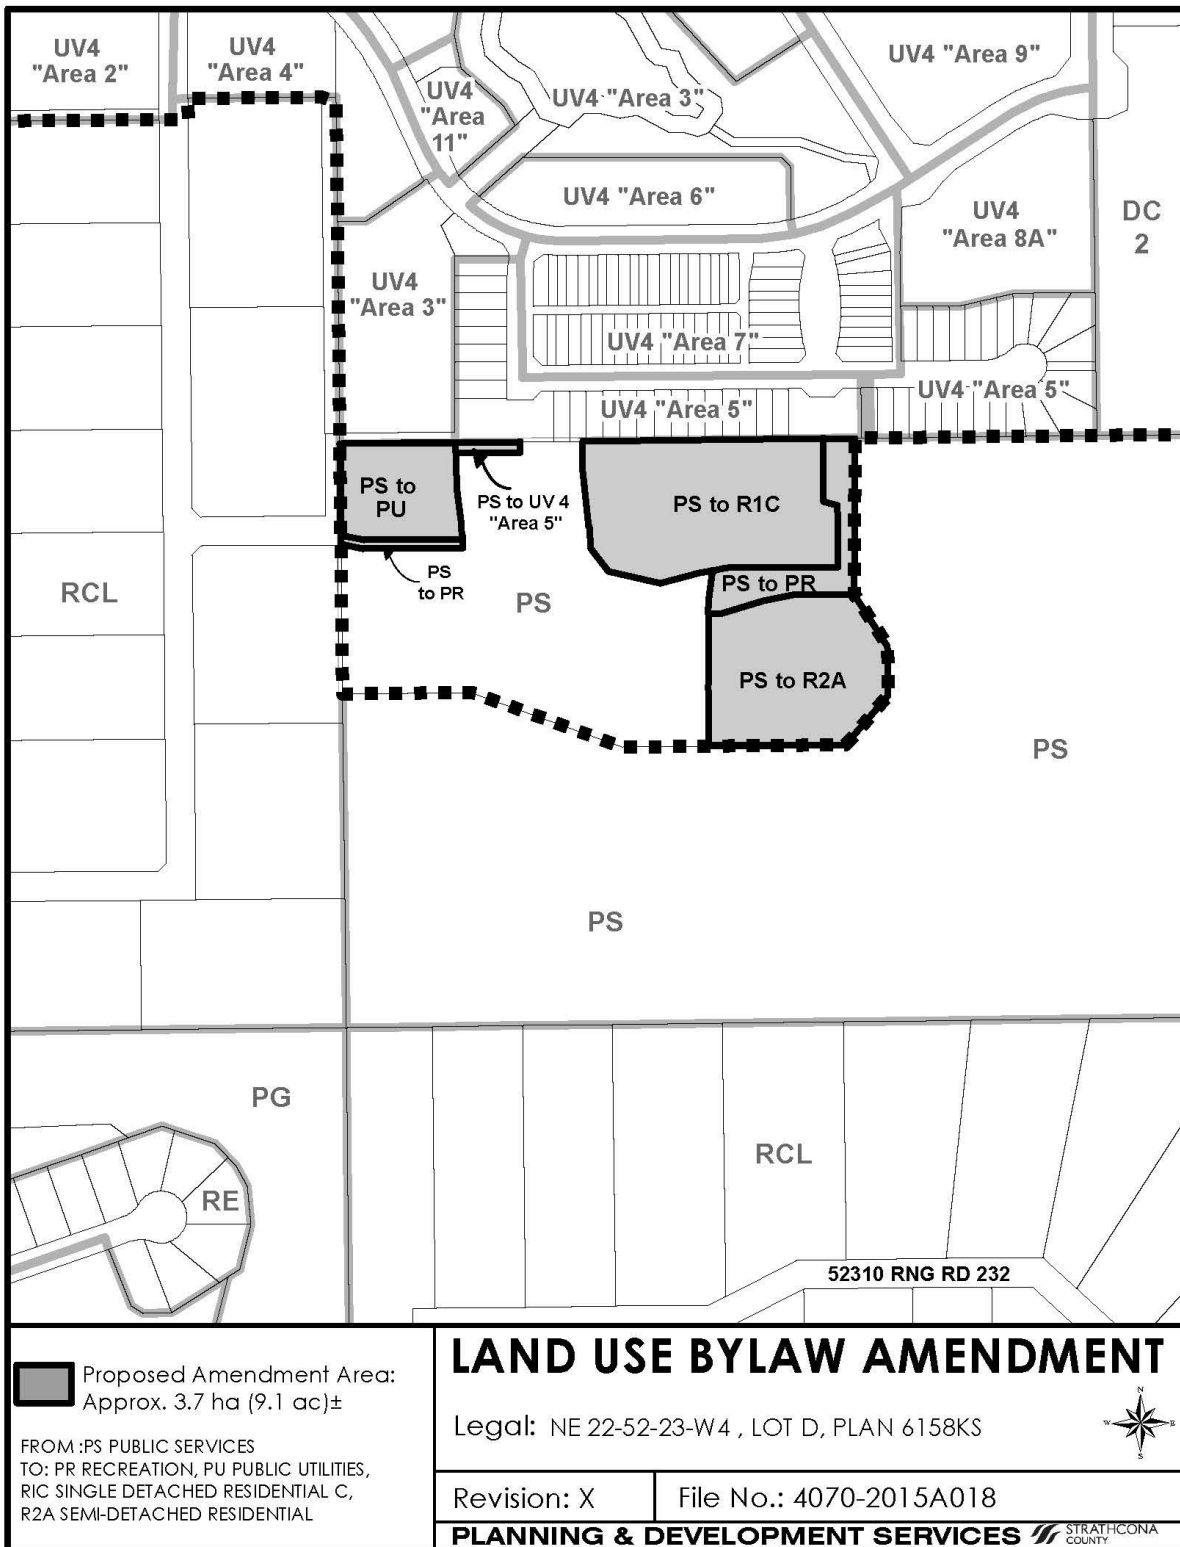 UV4
"Area 2"
UV4
"Area 4"
UV4
"Area
11"
UV4 "Area 3"
UV4 "Area 9"
UV4 "Area 6"
UV4
"Area 8A"
DC
2
UV4
"Area 3"
UV4 "Area 7"
UV4 "Area 5"
UV4 "Area 5"
PS to
PU
PS to UV 4
"Area 5"
PS to R1C
PS
to PR
PS to PR
RCL
PS
PS to R2A
PS
PS
PG
RCL
RE
52310 RNG RD 232
Proposed Amendment Area:
Approx. 3.7 ha (9.1 ac)±
FROM :PS PUBLIC SERVICES
TO: PR RECREATION, PU PUBLIC UTILITIES,
RIC SINGLE DETACHED RESIDENTIAL C,
R2A SEMI-DETACHED RESIDENTIAL
LAND USE BYLAW AMENDMENT
Legal: NE 22-52-23-W4 , LOT D, PLAN 6158KS
N
W
E
S
Revision: X
File No.: 4070-2015A018
PLANNING & DEVELOPMENT SERVICES
STRATHCONA
COUNTY